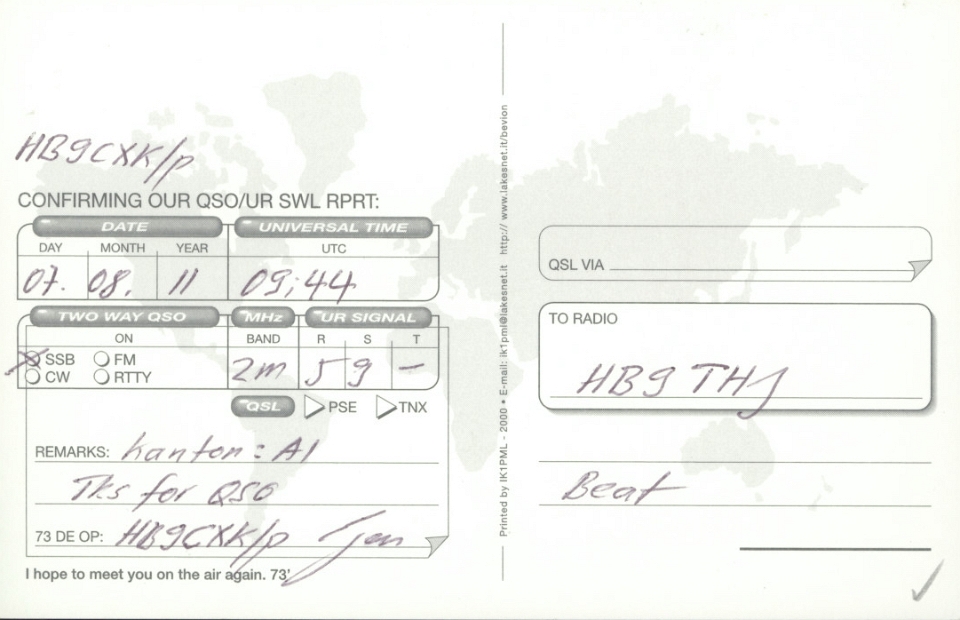 HB9CXK/p
CONFIRMING OUR QSO/UR SWL RPRT:
DATE UNIVERSAL TIME
DAY MONTH YEAR UTC
07. 08. 11 09:44
TWO WAY QSO MHz UR SIGNAL
ON BAND R S T
SSB FM
CW RTTY
2m 5 9 –
QSL PSE TNX
REMARKS: Kanton: AI
Tks for QSO
73 DE OP: HB9CXK/p
I hope to meet you on the air again. 73'
Printed by IK1PML - 2000 • E-mail: ik1pml@lakesnet.it http:// www.lakesnet.it/bevion
QSL VIA
TO RADIO
HB9THJ
Beat